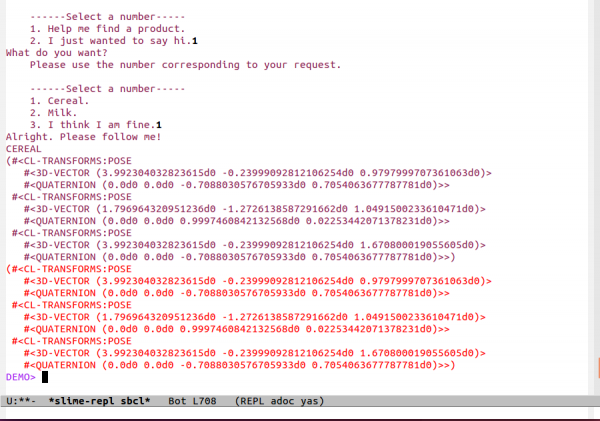 ------Select a number-----
1. Help me find a product.
2. I just wanted to say hi.1
What do you want?
Please use the number corresponding to your request.
------Select a number-----
1. Cereal.
2. Milk.
3. I think I am fine.1
Alright. Please follow me!
CEREAL
(#<CL-TRANSFORMS:POSE
#<3D-VECTOR (3.992304032823615d0 -0.23999092812106254d0 0.9797999707361063d0)>
#<QUATERNION (0.0d0 0.0d0 -0.7088030576705933d0 0.7054063677787781d0)>>
#<CL-TRANSFORMS:POSE
#<3D-VECTOR (1.796964320951236d0 -1.2726138587291662d0 1.0491500233610471d0)>
#<QUATERNION (0.0d0 0.0d0 0.9997460842132568d0 0.02253442071378231d0)>>
#<CL-TRANSFORMS:POSE
#<3D-VECTOR (3.992304032823615d0 -0.23999092812106254d0 1.670800019055605d0)>
#<QUATERNION (0.0d0 0.0d0 -0.7088030576705933d0 0.7054063677787781d0)>>)
(#<CL-TRANSFORMS:POSE
#<3D-VECTOR (3.992304032823615d0 -0.23999092812106254d0 0.9797999707361063d0)>
#<QUATERNION (0.0d0 0.0d0 -0.7088030576705933d0 0.7054063677787781d0)>>
#<CL-TRANSFORMS:POSE
#<3D-VECTOR (1.796964320951236d0 -1.2726138587291662d0 1.0491500233610471d0)>
#<QUATERNION (0.0d0 0.0d0 0.9997460842132568d0 0.02253442071378231d0)>>
#<CL-TRANSFORMS:POSE
#<3D-VECTOR (3.992304032823615d0 -0.23999092812106254d0 1.670800019055605d0)>
#<QUATERNION (0.0d0 0.0d0 -0.7088030576705933d0 0.7054063677787781d0)>>)
DEMO>
U:**- *slime-repl sbcl* Bot L708 (REPL adoc yas)